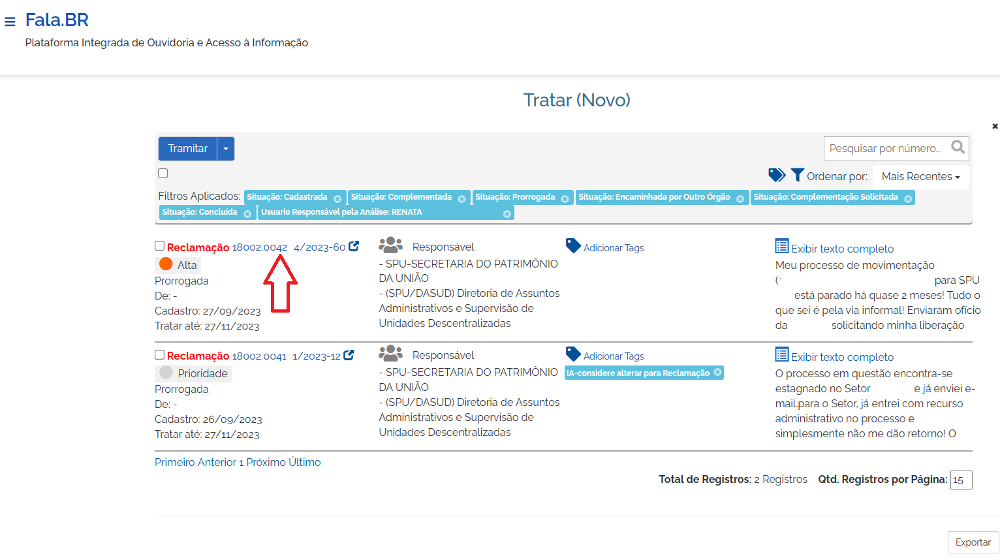 Fala.BR
Plataforma Integrada de Ouvidoria e Acesso à Informação
Tratar (Novo)
Tramitar
Pesquisar por número...
Ordenar por: Mais Recentes
Filtros Aplicados: Situação: Cadastrada Situação: Complementada Situação: Prorrogada Situação: Encaminhada por Outro Órgão Situação: Complementação Solicitada
Situação: Concluída Usuario Responsável pela Análise: RENATA
Reclamação 18002.0042 4/2023-60
Alta
Prorrogada
De: -
Cadastro: 27/09/2023
Tratar até: 27/11/2023
Responsável
- SPU-SECRETARIA DO PATRIMÔNIO
DA UNIÃO
- (SPU/DASUD) Diretoria de Assuntos
Administrativos e Supervisão de
Unidades Descentralizadas
Adicionar Tags
Exibir texto completo
Meu processo de movimentação
( para SPU
está parado há quase 2 meses! Tudo o
que sei é pela via informal! Enviaram ofício
da solicitando minha liberação
Reclamação 18002.0041 1/2023-12
Prioridade
Prorrogada
De: -
Cadastro: 26/09/2023
Tratar até: 27/11/2023
Responsável
- SPU-SECRETARIA DO PATRIMÔNIO
DA UNIÃO
- (SPU/DASUD) Diretoria de Assuntos
Administrativos e Supervisão de
Unidades Descentralizadas
Adicionar Tags
IA-considere alterar para Reclamação
Exibir texto completo
O processo em questão encontra-se
estagnado no Setor e já enviei e-
mail.para o Setor, já entrei com recurso
administrativo no processo e
simplesmente não me dão retorno! O
Primeiro Anterior 1 Próximo Último
Total de Registros: 2 Registros Qtd. Registros por Página: 15
Exportar